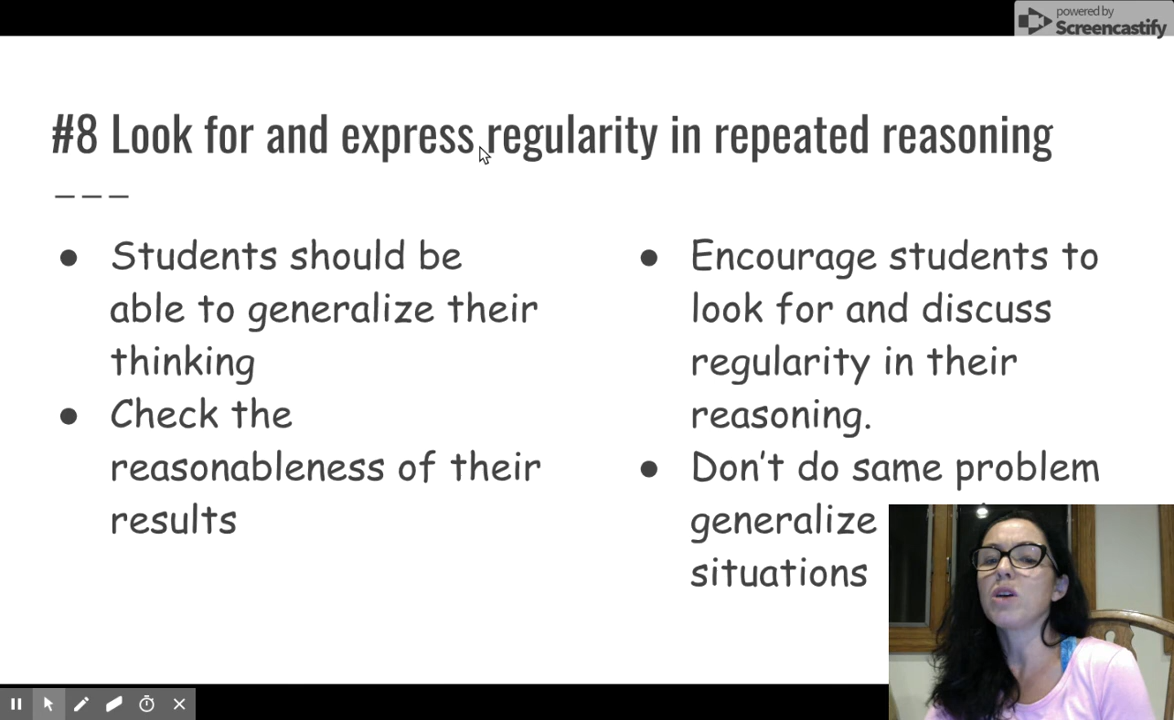 powered by
Screencastify
#8 Look for and express regularity in repeated reasoning
● Students should be
able to generalize their
thinking
● Check the
reasonableness of their
results
● Encourage students to
look for and discuss
regularity in their
reasoning.
● Don't do same problem
generalize
situations